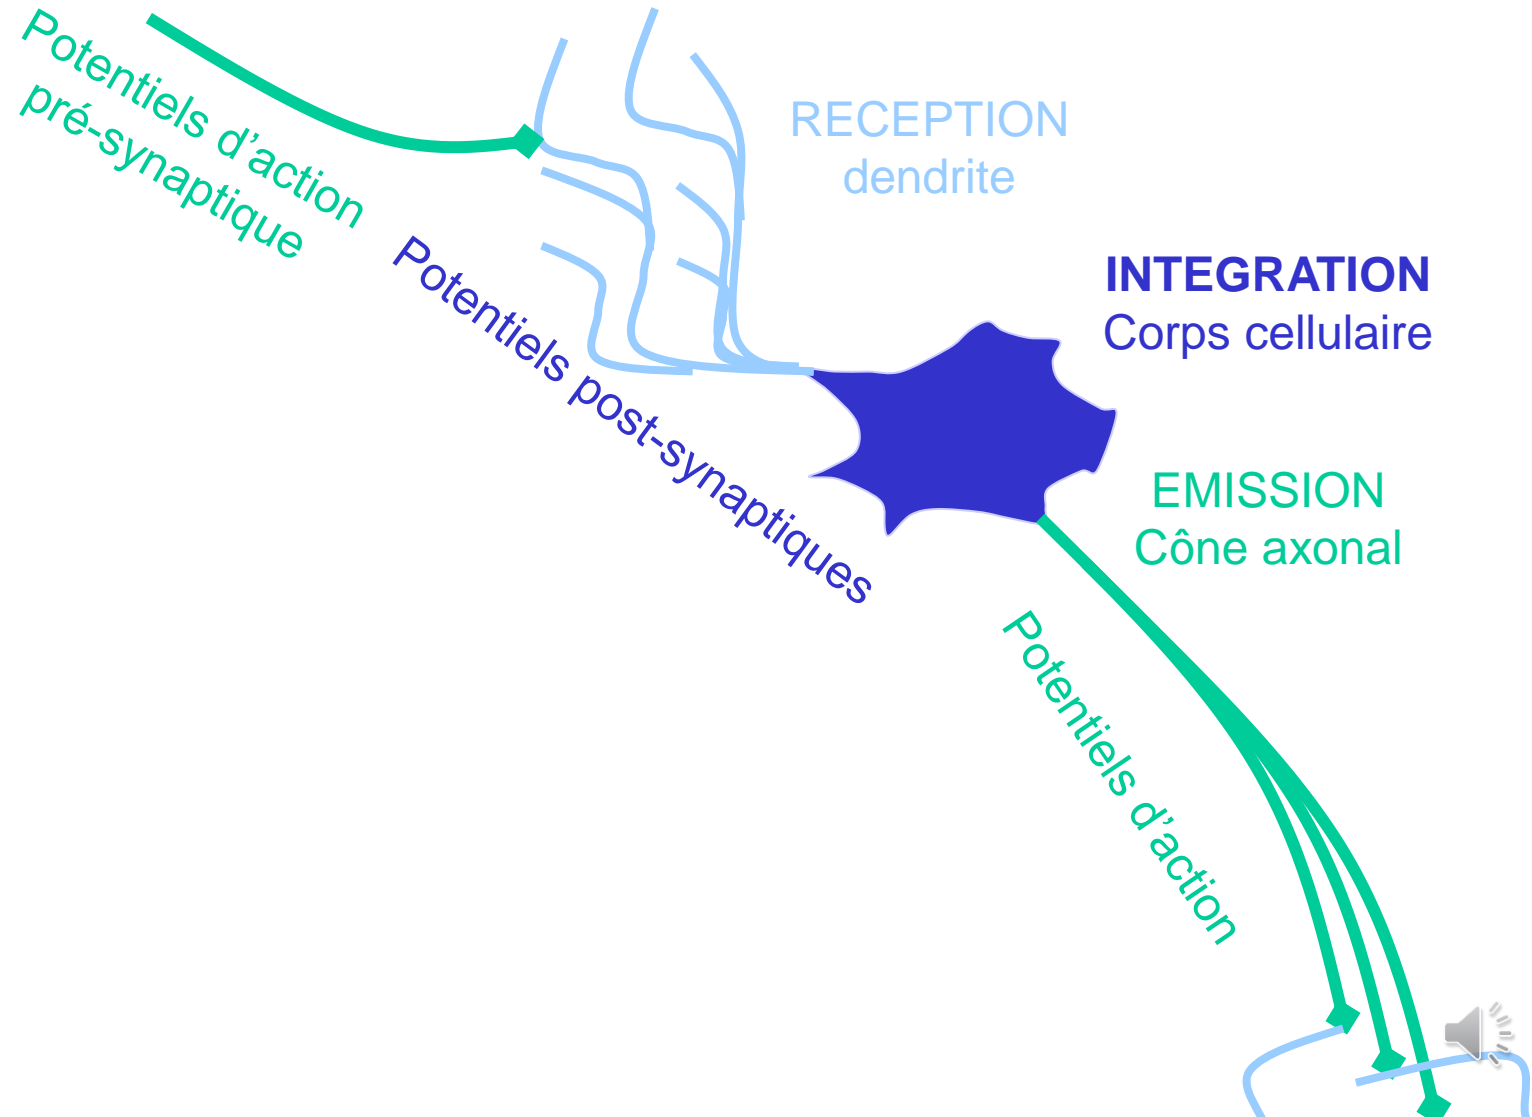 Potentiels d’action
pré-synaptique
RECEPTION
dendrite
Potentiels post-synaptiques
INTEGRATION
Corps cellulaire
EMISSION
Cône axonal
Potentiels d’action